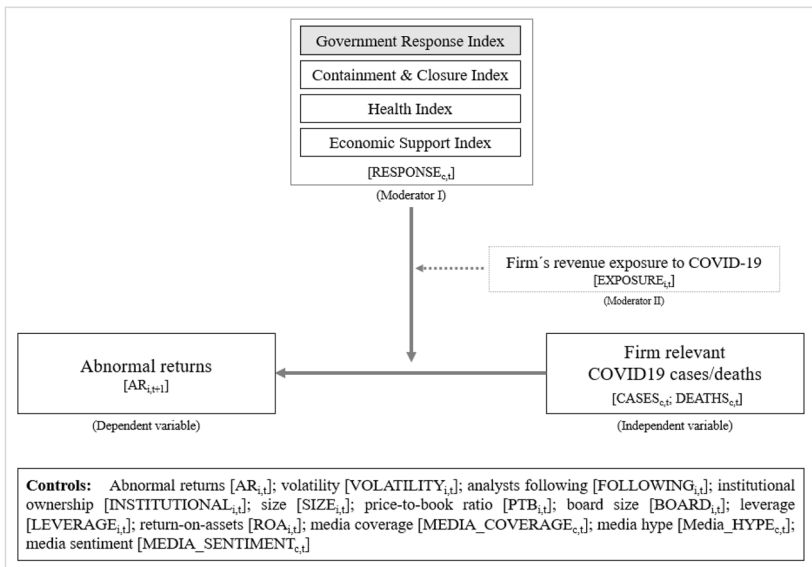 Government Response Index
Containment & Closure Index
Health Index
Economic Support Index
[RESPONSEc,t]
(Moderator I)
Firm´s revenue exposure to COVID-19
[EXPOSUREi,t]
(Moderator II)
Abnormal returns
[ARi,t+1]
(Dependent variable)
Firm relevant
COVID19 cases/deaths
[CASESc,t; DEATHSc,t]
(Independent variable)
Controls: Abnormal returns [ARi,t]; volatility [VOLATILITYi,t]; analysts following [FOLLOWINGi,t]; institutional
ownership [INSTITUTIONALi,t]; size [SIZEi,t]; price-to-book ratio [PTBi,t]; board size [BOARDi,t]; leverage
[LEVERAGEi,t]; return-on-assets [ROAi,t]; media coverage [MEDIA_COVERAGEc,t]; media hype [Media_HYPEc,t];
media sentiment [MEDIA_SENTIMENTc,t]